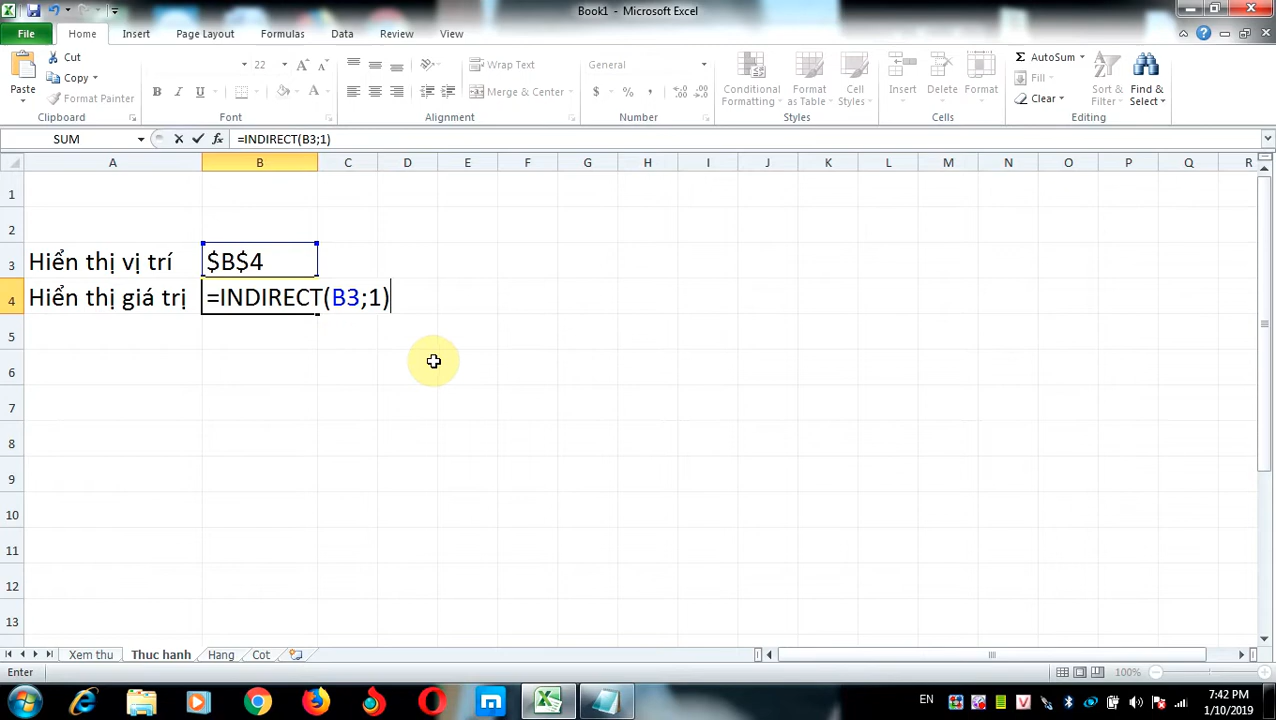 Book1 - Microsoft Excel
File Home Insert Page Layout Formulas Data Review View
Cut
Copy
Format Painter
Paste
Clipboard
22
B I U
Font
Wrap Text
Merge & Center
Alignment
General
$ % ,
Number
Conditional Formatting
Format as Table
Cell Styles
Styles
Insert Delete Format
Cells
AutoSum
Fill
Clear
Sort & Filter
Find & Select
Editing
SUM =INDIRECT(B3;1)
A B C D E F G H I J K L M N O P Q R
1
2
3 Hiển thị vị trí $B$4
4 Hiển thị giá trị =INDIRECT(B3;1)
5
6
7
8
9
10
11
12
13
Xem thu Thuc hanh Hang Cot
Enter 100%
EN 7:42 PM
1/10/2019